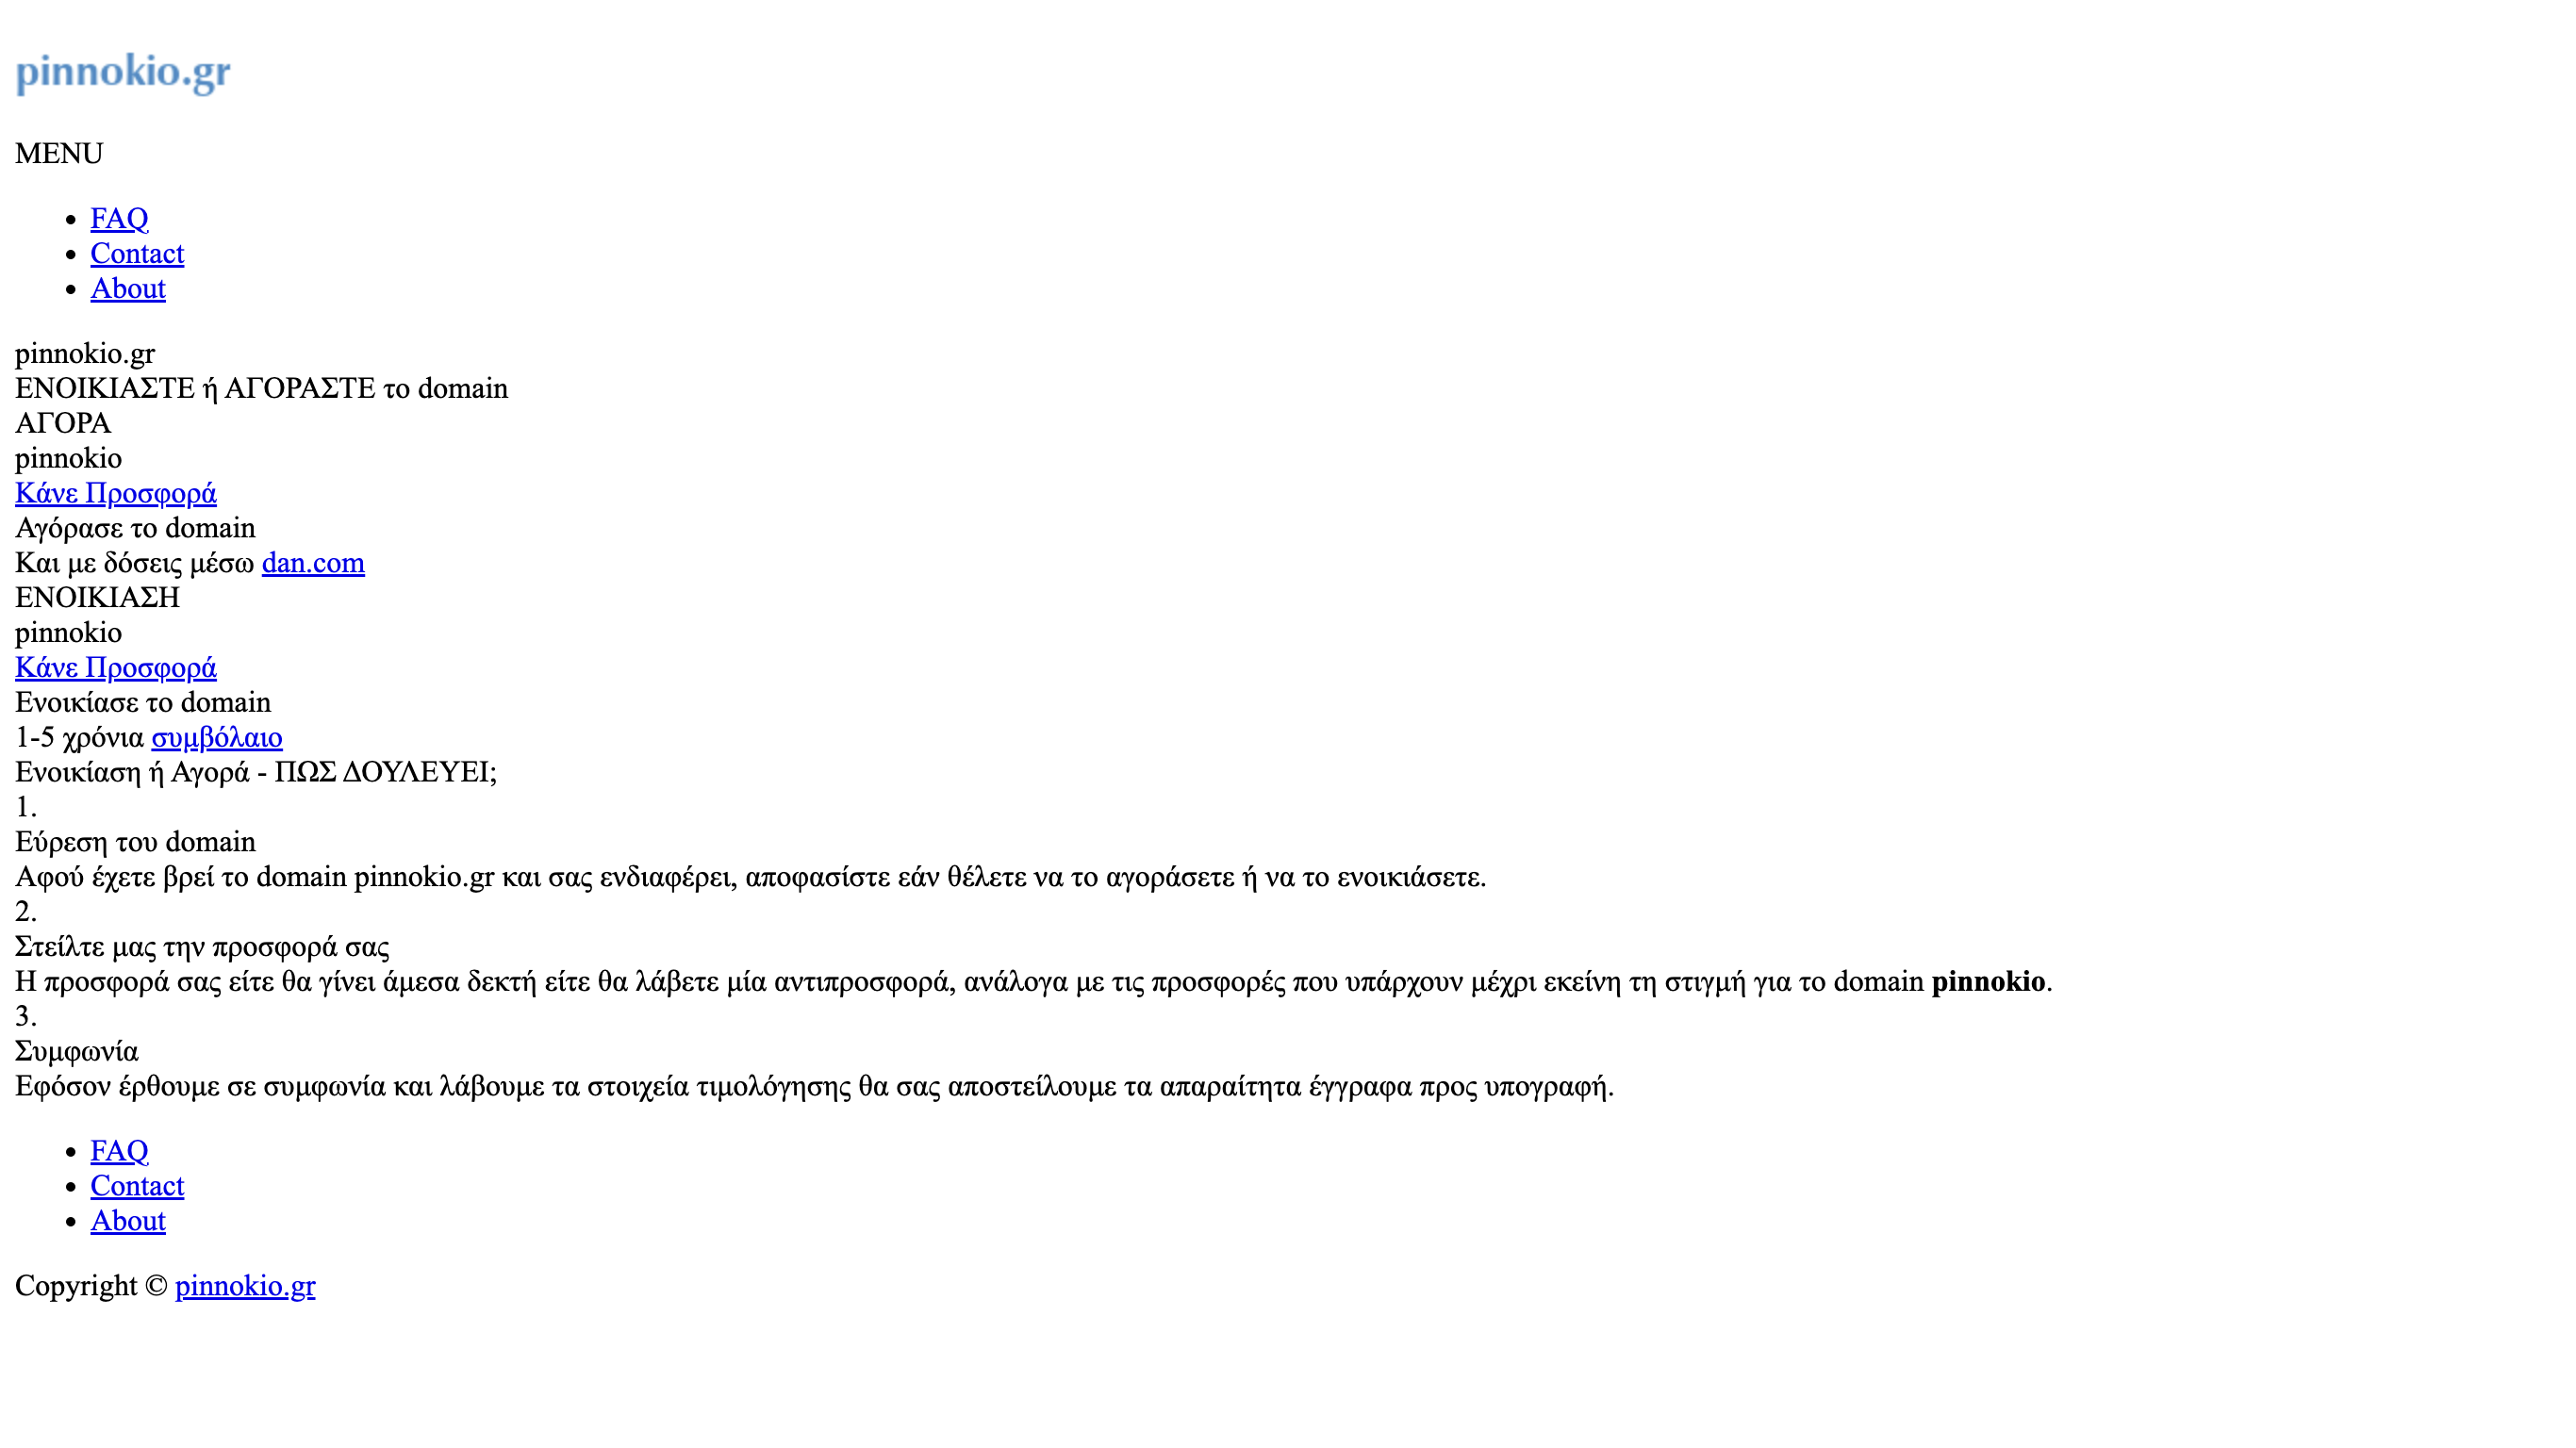 pinnokio.gr
MENU
FAQ
Contact
About
pinnokio.gr
ΕΝΟΙΚΙΑΣΤΕ ή ΑΓΟΡΑΣΤΕ το domain
ΑΓΟΡΑ
pinnokio
Κάνε Προσφορά
Αγόρασε το domain
Και με δόσεις μέσω dan.com
ΕΝΟΙΚΙΑΣΗ
pinnokio
Κάνε Προσφορά
Ενοικίασε το domain
1-5 χρόνια συμβόλαιο
Ενοικίαση ή Αγορά - ΠΩΣ ΔΟΥΛΕΥΕΙ;
1.
Εύρεση του domain
Αφού έχετε βρεί το domain pinnokio.gr και σας ενδιαφέρει, αποφασίστε εάν θέλετε να το αγοράσετε ή να το ενοικιάσετε.
2.
Στείλτε μας την προσφορά σας
Η προσφορά σας είτε θα γίνει άμεσα δεκτή είτε θα λάβετε μία αντιπροσφορά, ανάλογα με τις προσφορές που υπάρχουν μέχρι εκείνη τη στιγμή για το domain pinnokio.
3.
Συμφωνία
Εφόσον έρθουμε σε συμφωνία και λάβουμε τα στοιχεία τιμολόγησης θα σας αποστείλουμε τα απαραίτητα έγγραφα προς υπογραφή.
FAQ
Contact
About
Copyright © pinnokio.gr